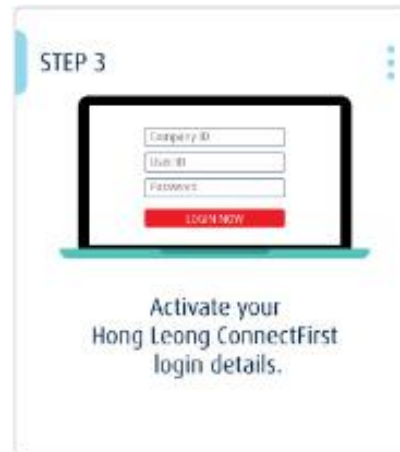 STEP 3
Company ID
User ID
Password
LOGIN NOW
Activate your
Hong Leong ConnectFirst
login details.